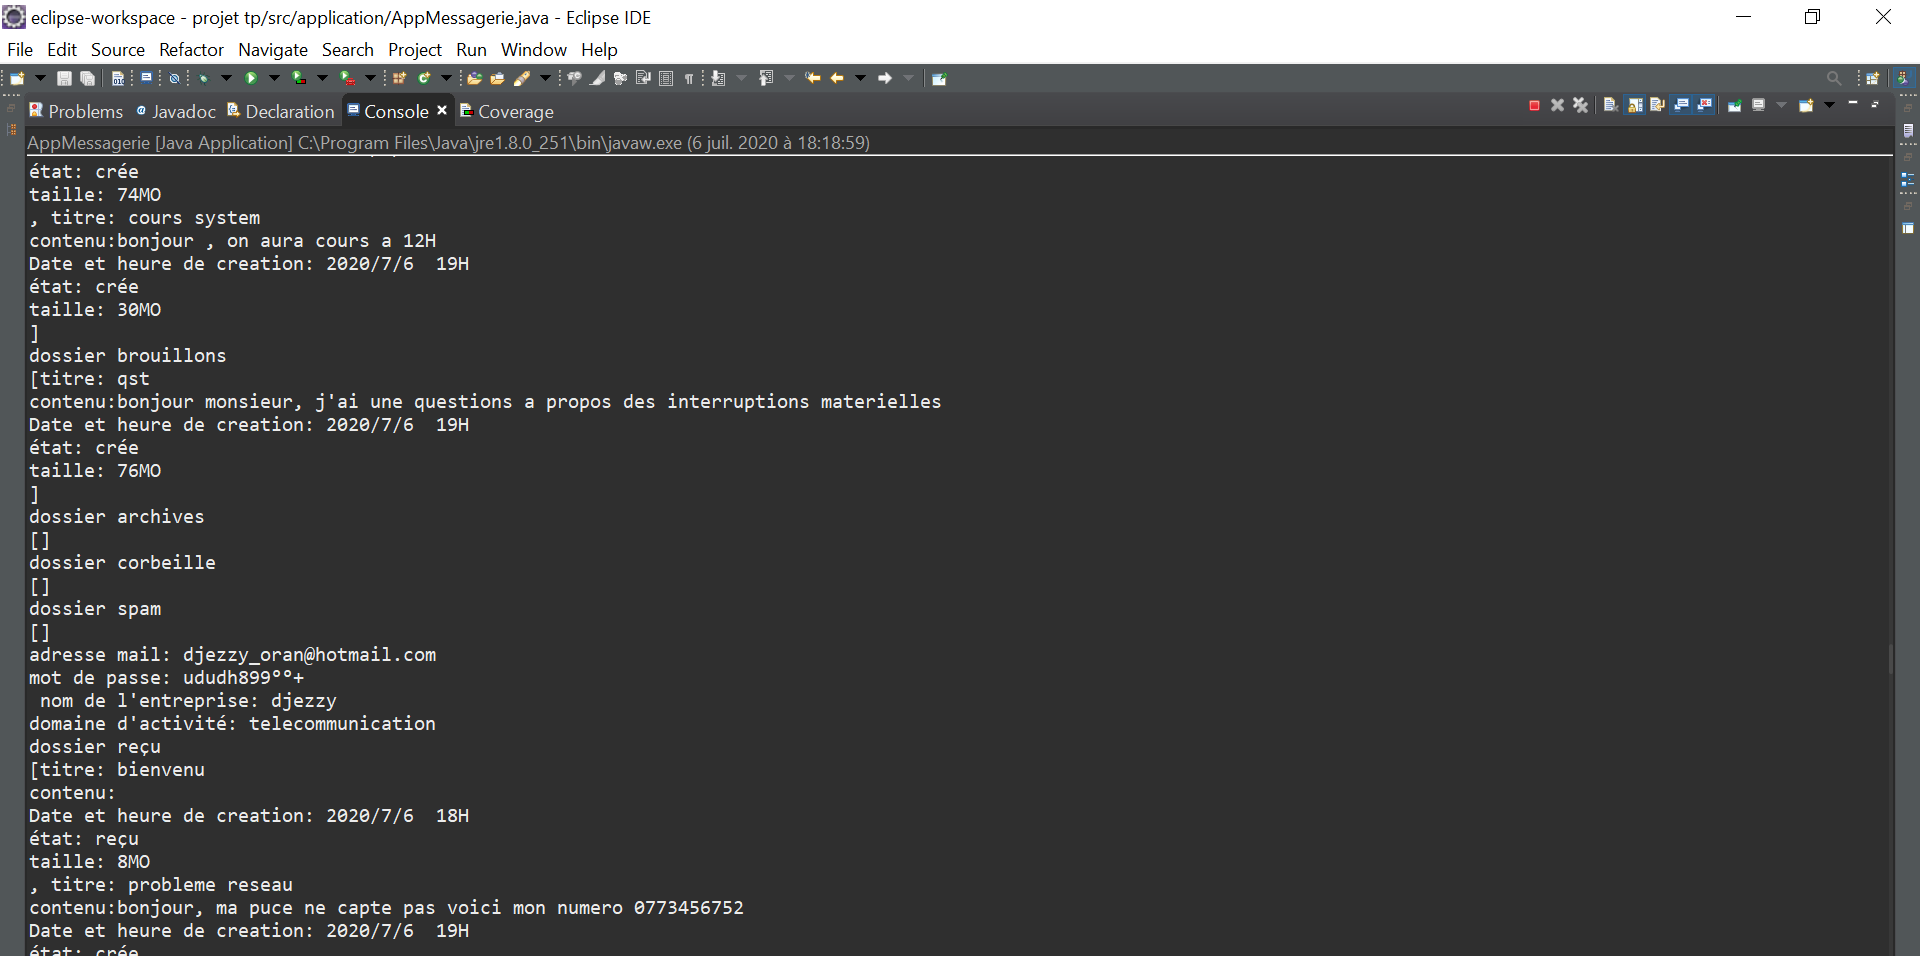 eclipse-workspace - projet tp/src/application/AppMessagerie.java - Eclipse IDE
File Edit Source Refactor Navigate Search Project Run Window Help
Problems Javadoc Declaration Console Coverage
AppMessagerie [Java Application] C:\Program Files\Java\jre1.8.0_251\bin\javaw.exe (6 juil. 2020 à 18:18:59)
état: crée
taille: 74MO
, titre: cours system
contenu:bonjour , on aura cours a 12H
Date et heure de creation: 2020/7/6  19H
état: crée
taille: 30MO
]
dossier brouillons
[titre: qst
contenu:bonjour monsieur, j'ai une questions a propos des interruptions materielles
Date et heure de creation: 2020/7/6  19H
état: crée
taille: 76MO
]
dossier archives
[]
dossier corbeille
[]
dossier spam
[]
adresse mail: djezzy_oran@hotmail.com
mot de passe: ududh899°°+
 nom de l'entreprise: djezzy
domaine d'activité: telecommunication
dossier reçu
[titre: bienvenu
contenu:
Date et heure de creation: 2020/7/6  18H
état: reçu
taille: 8MO
, titre: probleme reseau
contenu:bonjour, ma puce ne capte pas voici mon numero 0773456752
Date et heure de creation: 2020/7/6  19H
état: crée